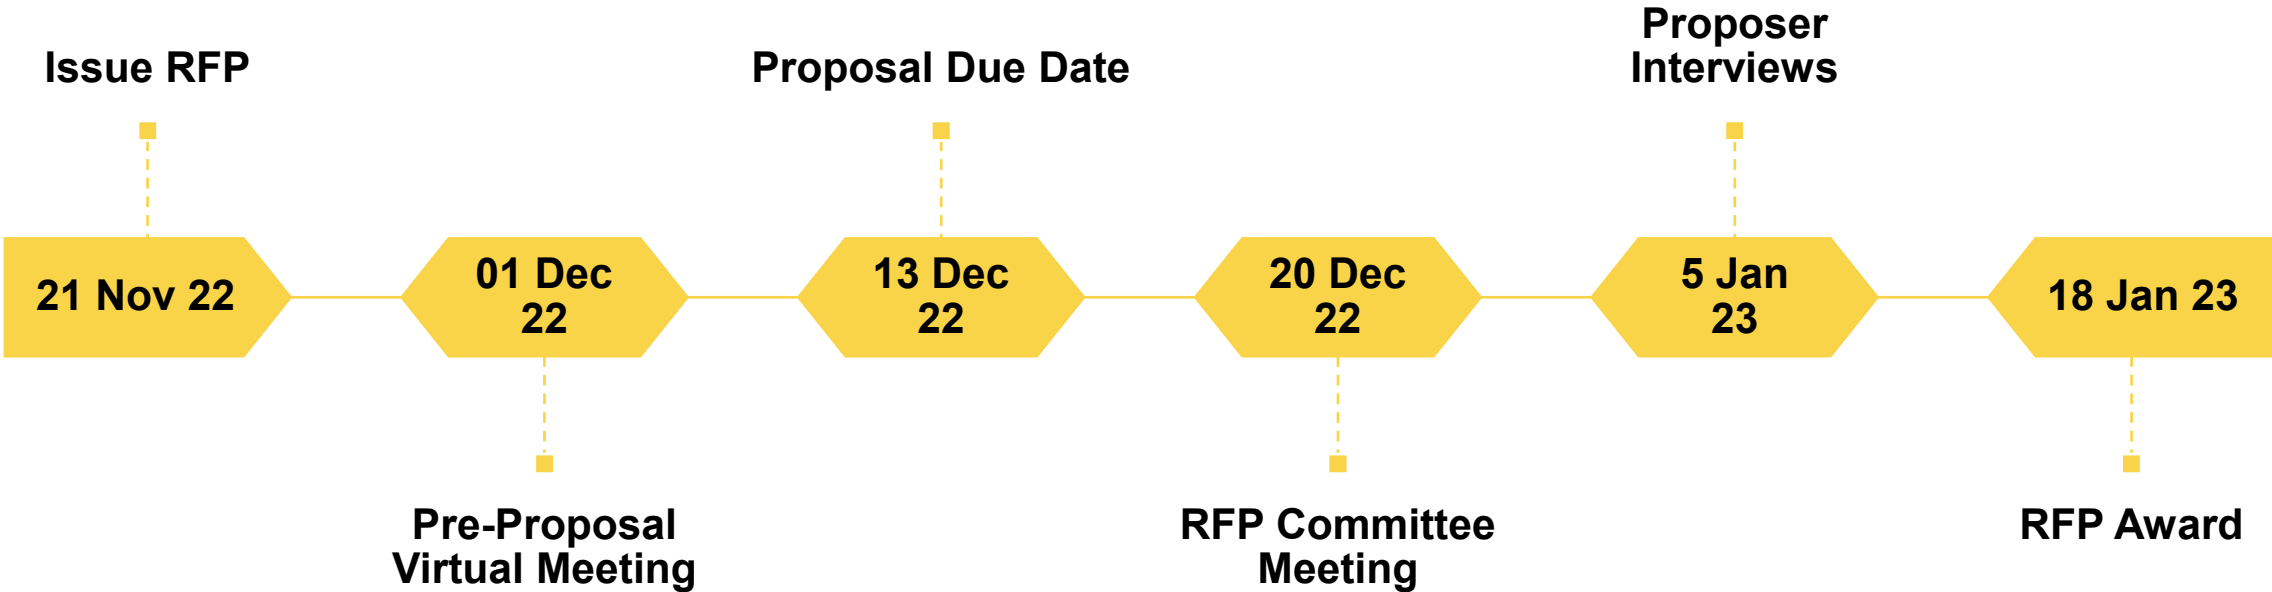 Issue RFP
21 Nov 22
01 Dec
22
Pre-Proposal
Virtual Meeting
Proposal Due Date
13 Dec
22
20 Dec
22
RFP Committee
Meeting
Proposer
Interviews
5 Jan
23
18 Jan 23
RFP Award